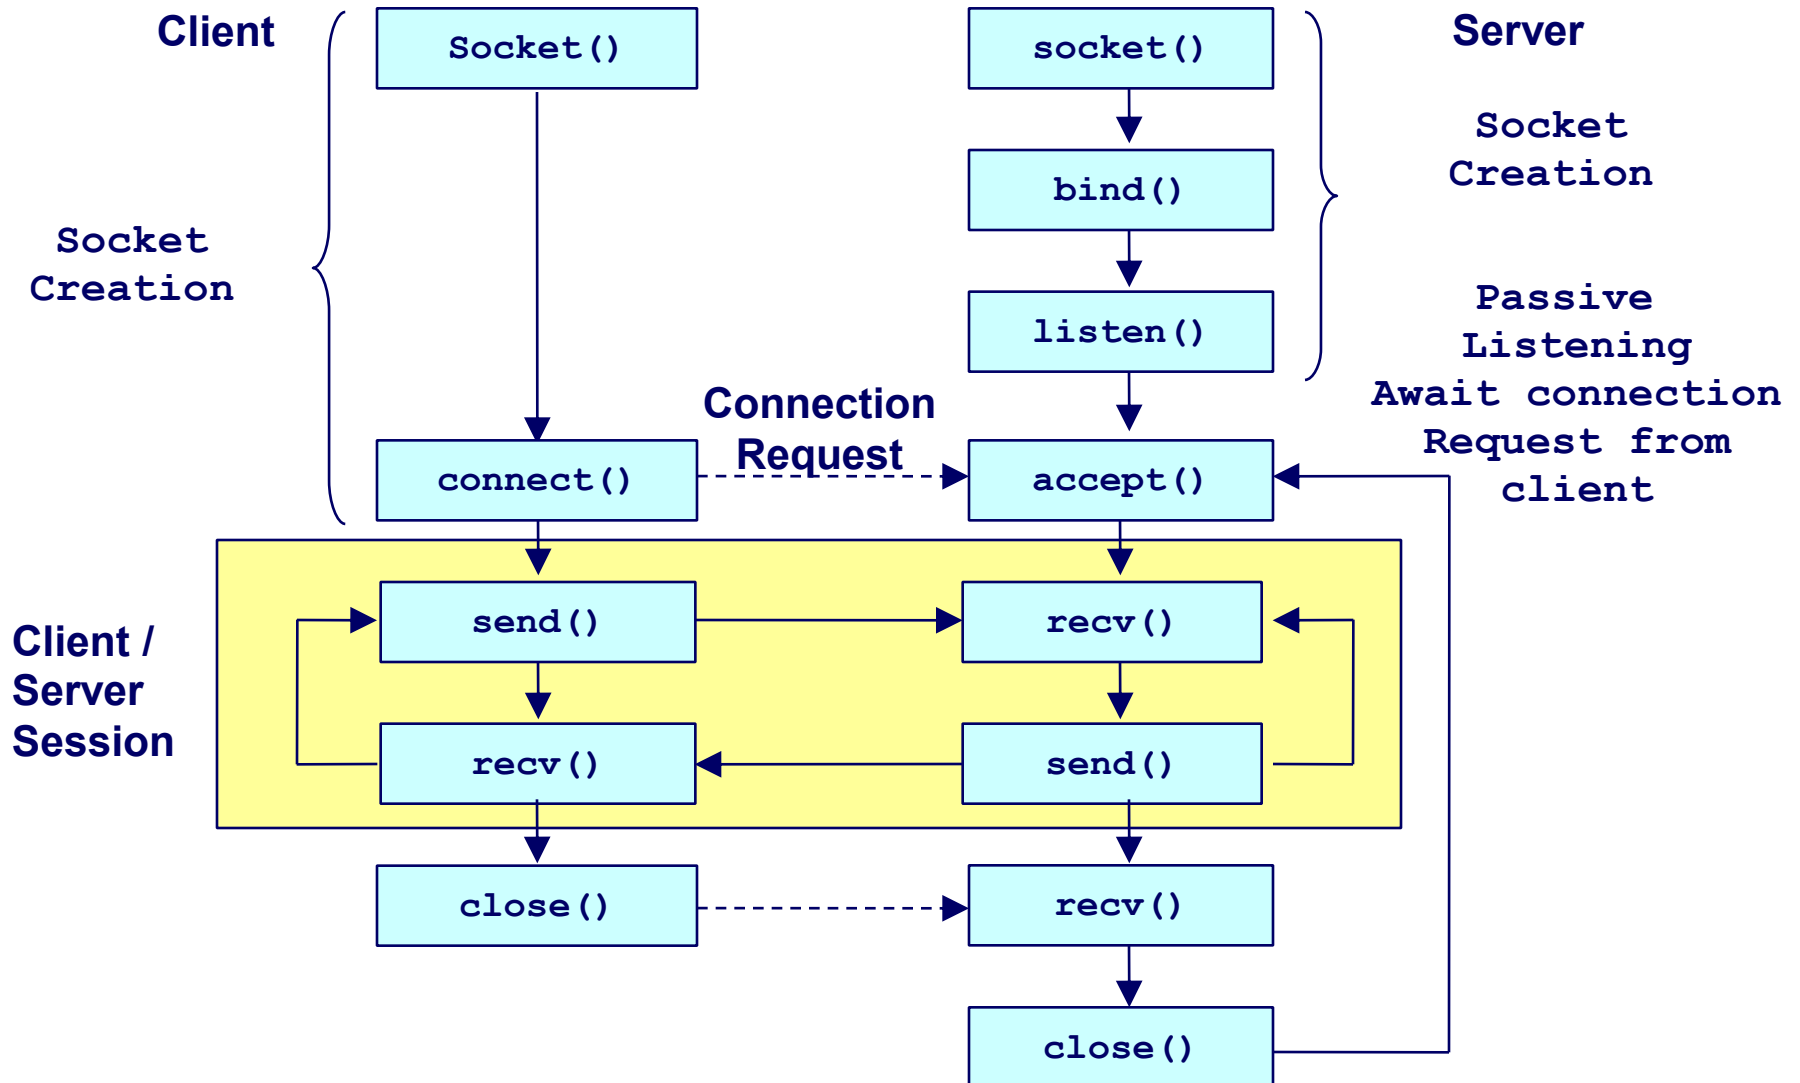 Client
Socket()
socket()
Server
Socket
Creation
bind()
Socket
Creation
listen()
Passive
Listening
Await connection
Request from
client
Connection
Request
connect()
accept()
Client /
Server
Session
send()
recv()
recv()
send()
close()
recv()
close()